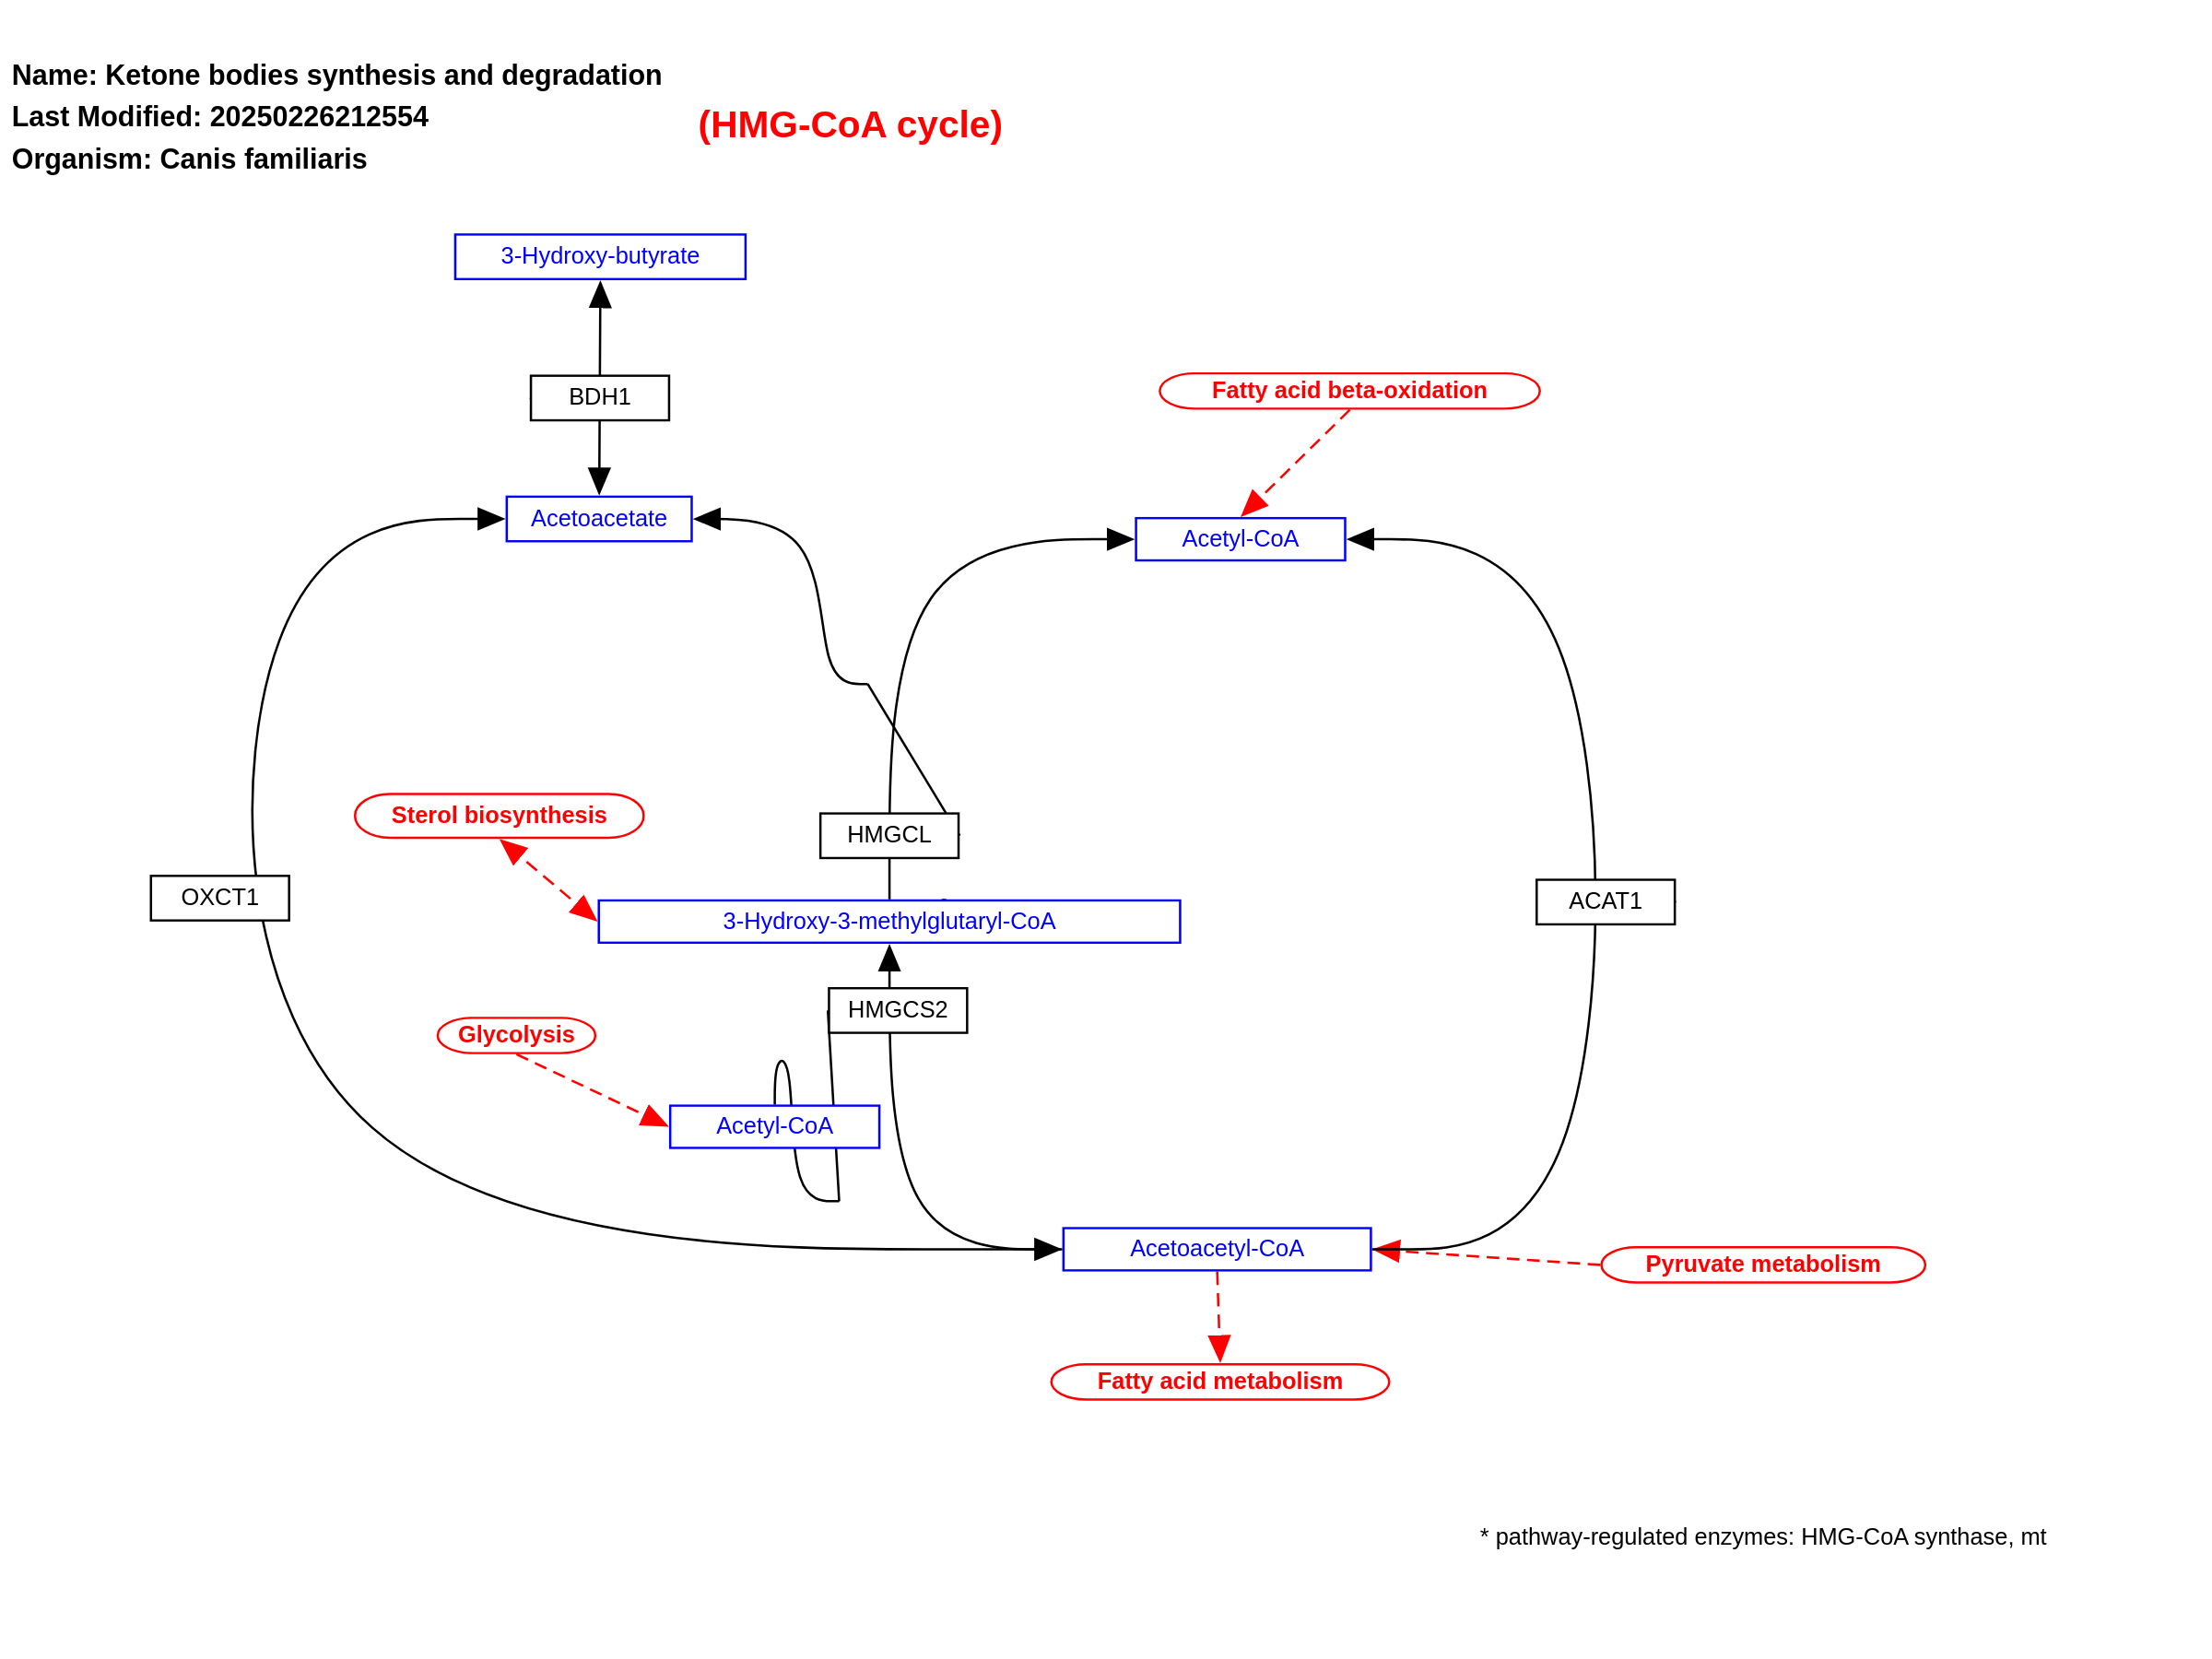 Name: Ketone bodies synthesis and degradation
Last Modified: 20250226212554
Organism: Canis familiaris
(HMG-CoA cycle)
3-Hydroxy-butyrate
BDH1
Fatty acid beta-oxidation
Acetoacetate
Acetyl-CoA
Sterol biosynthesis
HMGCL
OXCT1
ACAT1
3-Hydroxy-3-methylglutaryl-CoA
HMGCS2
Glycolysis
Acetyl-CoA
Acetoacetyl-CoA
Pyruvate metabolism
Fatty acid metabolism
* pathway-regulated enzymes: HMG-CoA synthase, mt